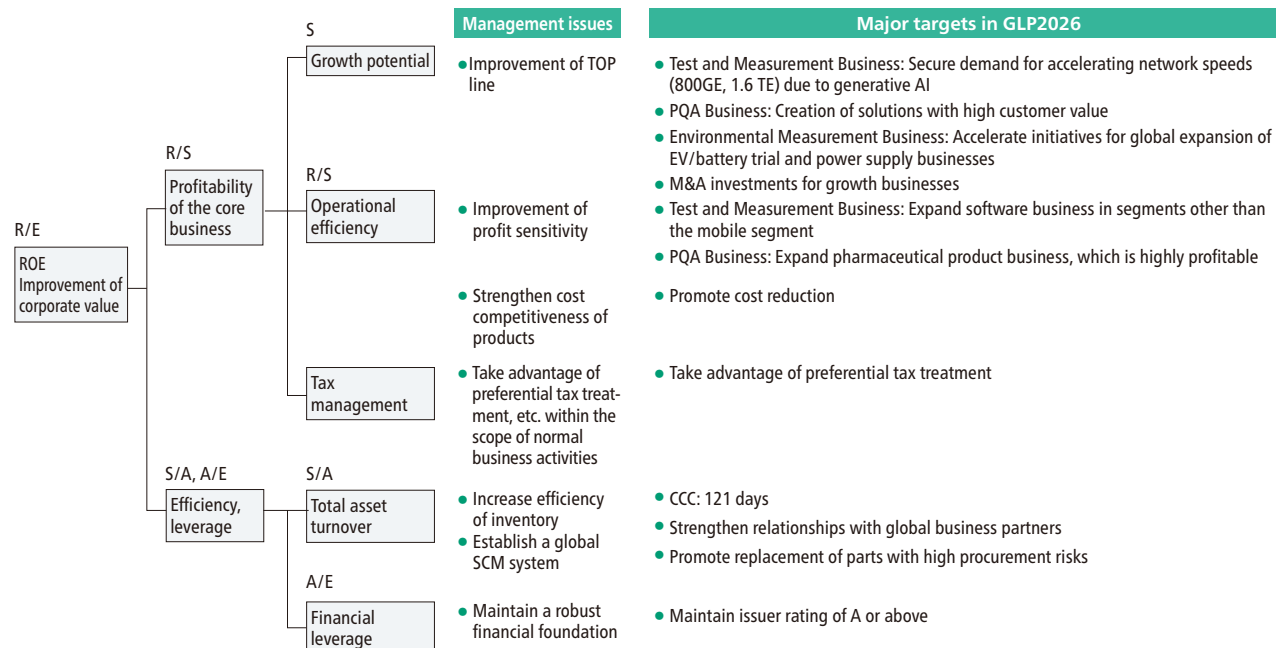 Management issues
Major targets in GLP2026
R/E
ROE
Improvement of
corporate value
R/S
Profitability
of the core
business
S/A, A/E
Efficiency,
leverage
S
Growth potential
●Improvement of TOP
line
● Test and Measurement Business: Secure demand for accelerating network speeds
(800GE, 1.6 TE) due to generative AI
● PQA Business: Creation of solutions with high customer value
● Environmental Measurement Business: Accelerate initiatives for global expansion of
EV/battery trial and power supply businesses
● M&A investments for growth businesses
R/S
Operational
efficiency
● Improvement of
profit sensitivity
● Test and Measurement Business: Expand software business in segments other than
the mobile segment
● PQA Business: Expand pharmaceutical product business, which is highly profitable
● Strengthen cost
competitiveness of
products
● Promote cost reduction
Tax
management
● Take advantage of
preferential tax treat-
ment, etc. within the
scope of normal
business activities
● Take advantage of preferential tax treatment
S/A
Total asset
turnover
● Increase efficiency
of inventory
● Establish a global
SCM system
● CCC: 121 days
● Strengthen relationships with global business partners
● Promote replacement of parts with high procurement risks
A/E
Financial
leverage
● Maintain a robust
financial foundation
● Maintain issuer rating of A or above